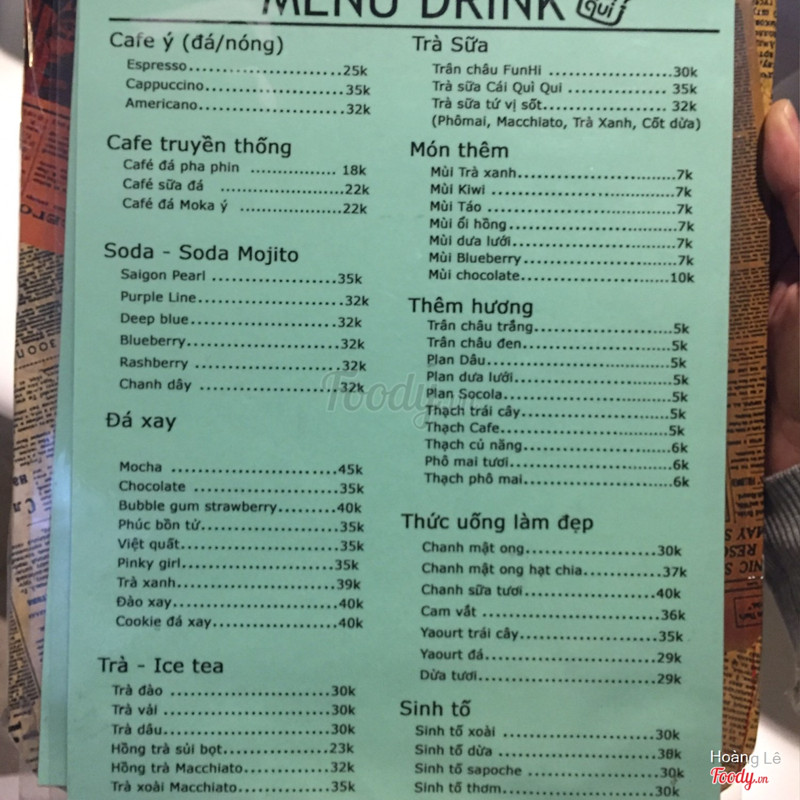 MENU DRINK Qui
Cafe ý (đá/nóng)
Espresso........................25k
Cappuccino........................35k
Americano........................32k
Cafe truyền thống
Café đá pha phin ................ 18k
Café sữa đá ......................22k
Café đá Moka ý ..................22k
Soda - Soda Mojito
Saigon Pearl ....................35k
Purple Line........................32k
Deep blue........................32k
Blueberry........................32k
Rashberry ........................32k
Chanh dây ........................32k
Đá xay
Mocha ........................45k
Chocolate ........................35k
Bubble gum strawberry............40k
Phúc bồn tử........................35k
Việt quất........................35k
Pinky girl........................35k
Trà xanh........................39k
Đào xay........................40k
Cookie đá xay........................40k
Trà - Ice tea
Trà đào ........................30k
Trà vải ........................30k
Trà dâu........................30k
Hồng trà sủi bọt....................23k
Hồng trà Macchiato................32k
Trà xoài Macchiato................35k
Trà Sữa
Trân châu FunHi ....................30k
Trà sữa Cái Quỉ Qui ................ 35k
Trà sữa tứ vị sốt.................... 32k
(Phômai, Macchiato, Trà Xanh, Cốt dừa)
Món thêm
Mùi Trà xanh........................7k
Mùi Kiwi ........................7k
Mùi Táo ........................7k
Mùi ổi hồng........................7k
Mùi dưa lưới........................7k
Mùi Blueberry........................7k
Mùi chocolate........................10k
Thêm hương
Trân châu trắng....................5k
Trân châu đen........................5k
Plan Dâu........................5k
Plan dưa lưới........................5k
Plan Socola........................5k
Thạch trái cây........................5k
Thạch Cafe........................5k
Thạch củ năng........................6k
Phô mai tươi........................6k
Thạch phô mai........................6k
Thức uống làm đẹp
Chanh mật ong........................30k
Chanh mật ong hạt chia............37k
Chanh sữa tươi....................40k
Cam vắt ........................36k
Yaourt trái cây....................35k
Yaourt đá........................29k
Dừa tươi........................29k
Sinh tố
Sinh tố xoài ........................30k
Sinh tố dừa ........................38k
Sinh tố sapoche ....................30k
Sinh tố thơm........................30k
Foody.vn
Hoàng Lê
Foody.vn